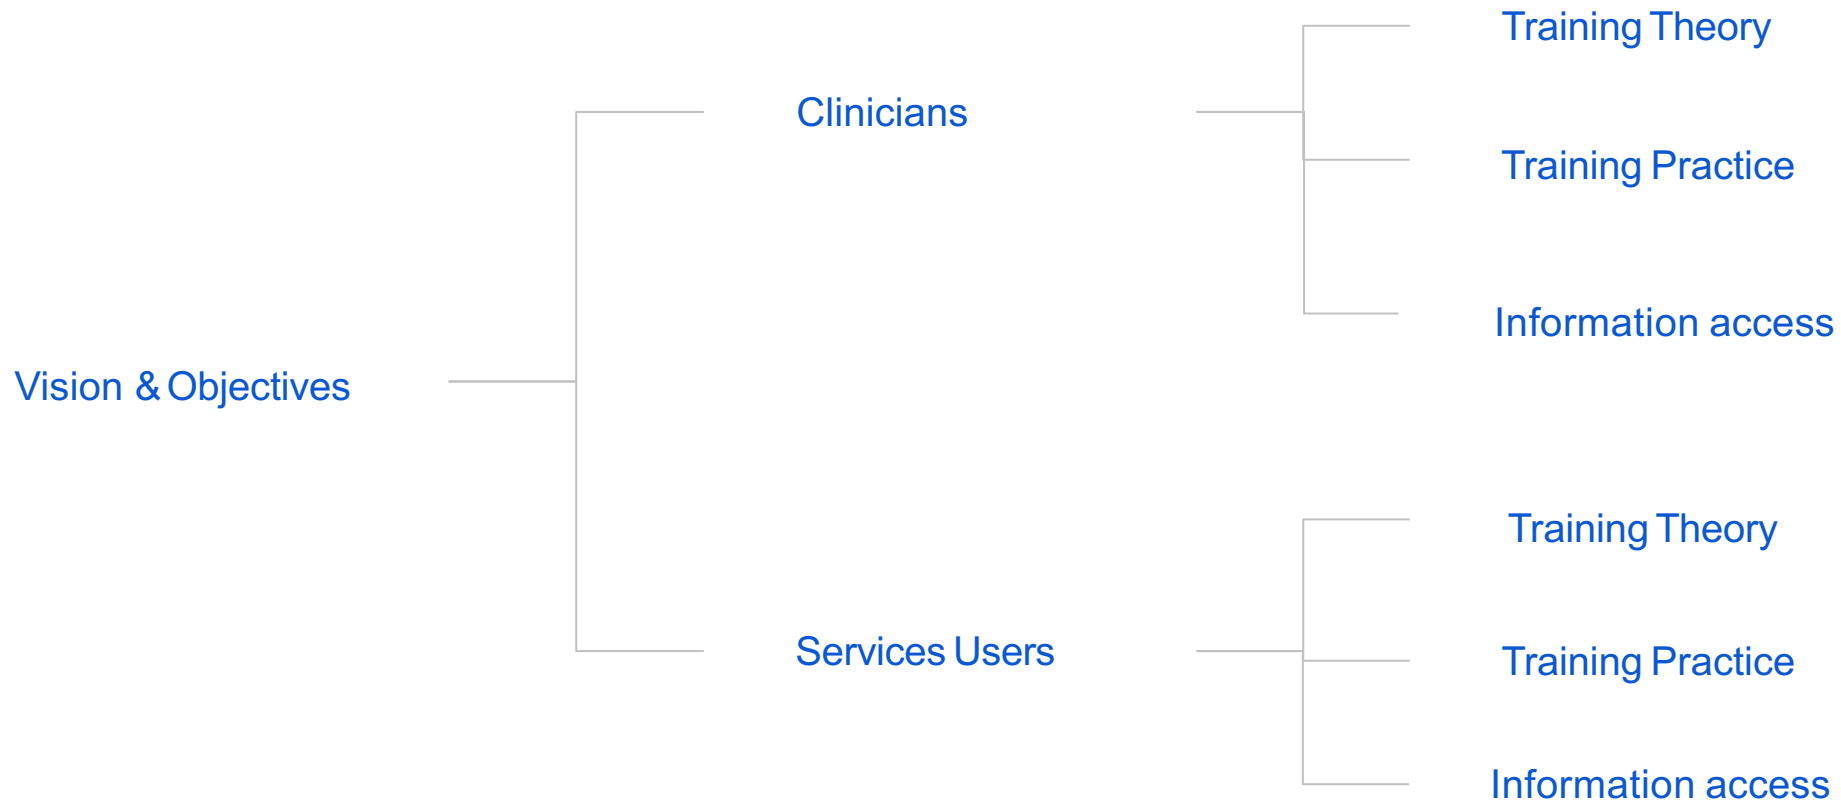 Training Theory
Clinicians
Training Practice
Information access
Vision & Objectives
Training Theory
Services Users
Training Practice
Information access